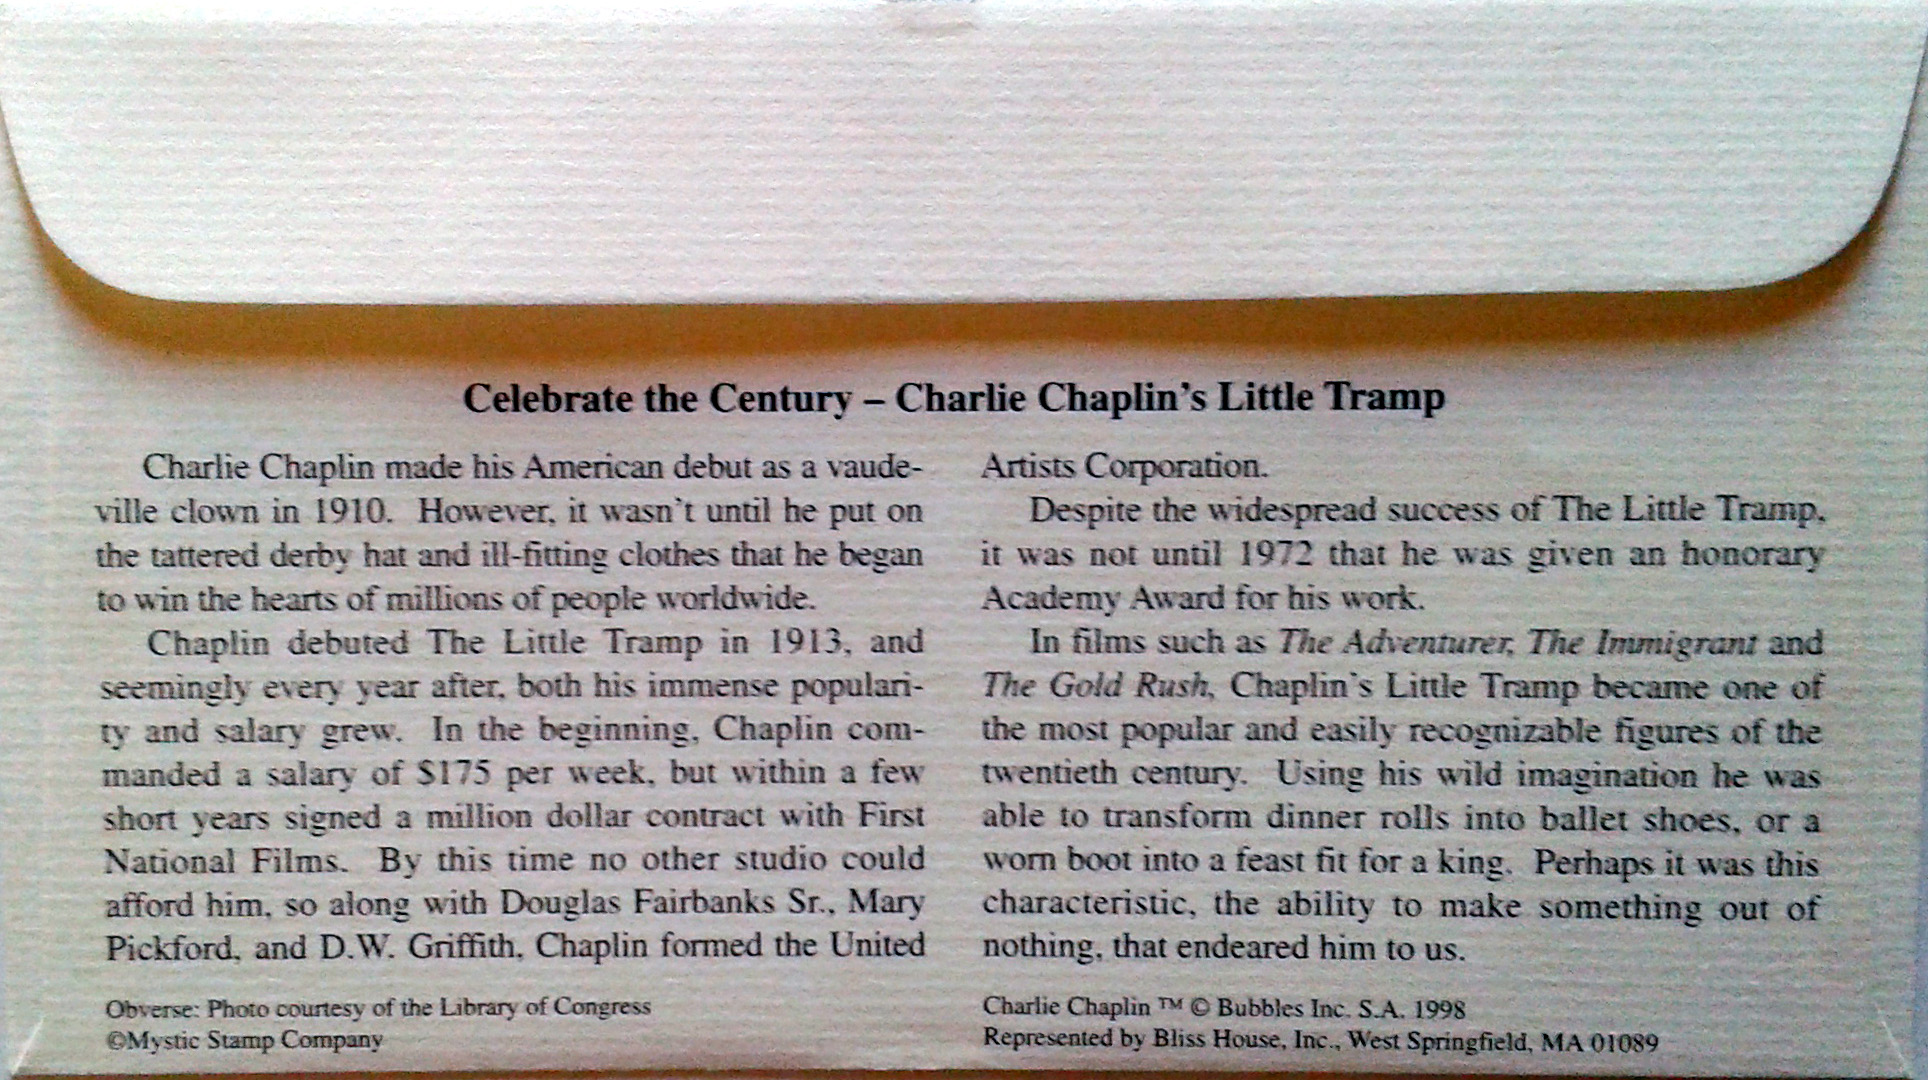 Celebrate the Century – Charlie Chaplin's Little Tramp
Charlie Chaplin made his American debut as a vaude-
ville clown in 1910. However, it wasn't until he put on
the tattered derby hat and ill-fitting clothes that he began
to win the hearts of millions of people worldwide.
Chaplin debuted The Little Tramp in 1913, and
seemingly every year after, both his immense populari-
ty and salary grew. In the beginning, Chaplin com-
manded a salary of $175 per week, but within a few
short years signed a million dollar contract with First
National Films. By this time no other studio could
afford him, so along with Douglas Fairbanks Sr., Mary
Pickford, and D.W. Griffith, Chaplin formed the United
Artists Corporation.
Despite the widespread success of The Little Tramp,
it was not until 1972 that he was given an honorary
Academy Award for his work.
In films such as The Adventurer, The Immigrant and
The Gold Rush, Chaplin's Little Tramp became one of
the most popular and easily recognizable figures of the
twentieth century. Using his wild imagination he was
able to transform dinner rolls into ballet shoes, or a
worn boot into a feast fit for a king. Perhaps it was this
characteristic, the ability to make something out of
nothing, that endeared him to us.
Obverse: Photo courtesy of the Library of Congress
©Mystic Stamp Company
Charlie Chaplin ™ © Bubbles Inc. S.A. 1998
Represented by Bliss House, Inc., West Springfield, MA 01089